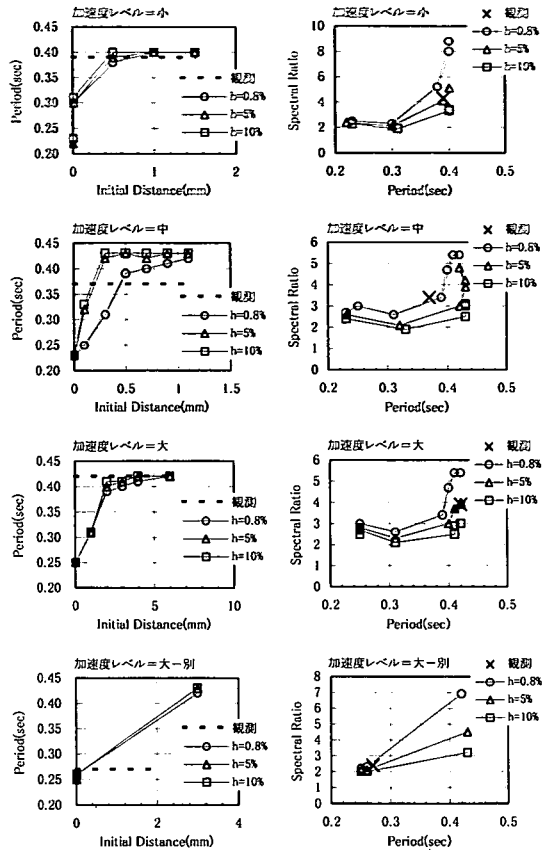 加速度レベル=小
Period(sec)
0.45
0.40
0.35
0.30
0.25
0.20
0 1 2
Initial Distance(mm)
観測
h=0.8%
h=5%
h=10%
加速度レベル=小
Spectral Ratio
10
8
6
4
2
0
0.2 0.3 0.4 0.5
Period(sec)
観測
h=0.8%
h=5%
h=10%
加速度レベル=中
Period(sec)
0.45
0.40
0.35
0.30
0.25
0.20
0 0.5 1 1.5
Initial Distance(mm)
観測
h=0.8%
h=5%
h=10%
加速度レベル=中
Spectral Ratio
6
5
4
3
2
1
0
0.2 0.3 0.4 0.5
Period(sec)
観測
h=0.8%
h=5%
h=10%
加速度レベル=大
Period(sec)
0.45
0.40
0.35
0.30
0.25
0.20
0 5 10
Initial Distance(mm)
観測
h=0.8%
h=5%
h=10%
加速度レベル=大
Spectral Ratio
6
5
4
3
2
1
0
0.2 0.3 0.4 0.5
Period(sec)
観測
h=0.8%
h=5%
h=10%
加速度レベル=大-別
Period(sec)
0.45
0.40
0.35
0.30
0.25
0.20
0 2 4
Initial Distance(mm)
観測
h=0.8%
h=5%
h=10%
加速度レベル=大-別
Spectral Ratio
8
7
6
5
4
3
2
1
0
0.2 0.3 0.4 0.5
Period(sec)
観測
h=0.8%
h=5%
h=10%